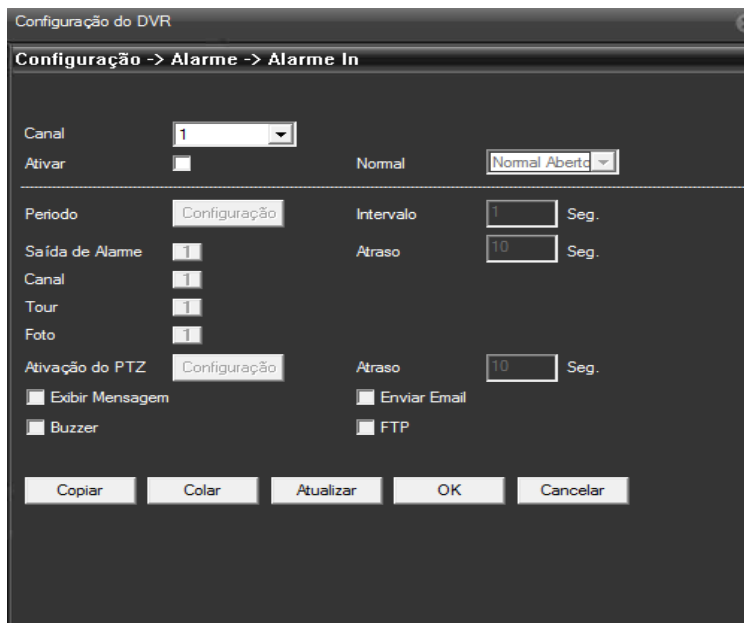 Configuração do DVR
Configuração -> Alarme -> Alarme In
Canal 1
Ativar Normal Normal Aberto
Periodo Configuração Intervalo 1 Seg.
Saída de Alarme 1 Atraso 10 Seg.
Canal 1
Tour 1
Foto 1
Ativação do PTZ Configuração Atraso 10 Seg.
Exibir Mensagem Enviar Email
Buzzer FTP
Copiar Colar Atualizar OK Cancelar